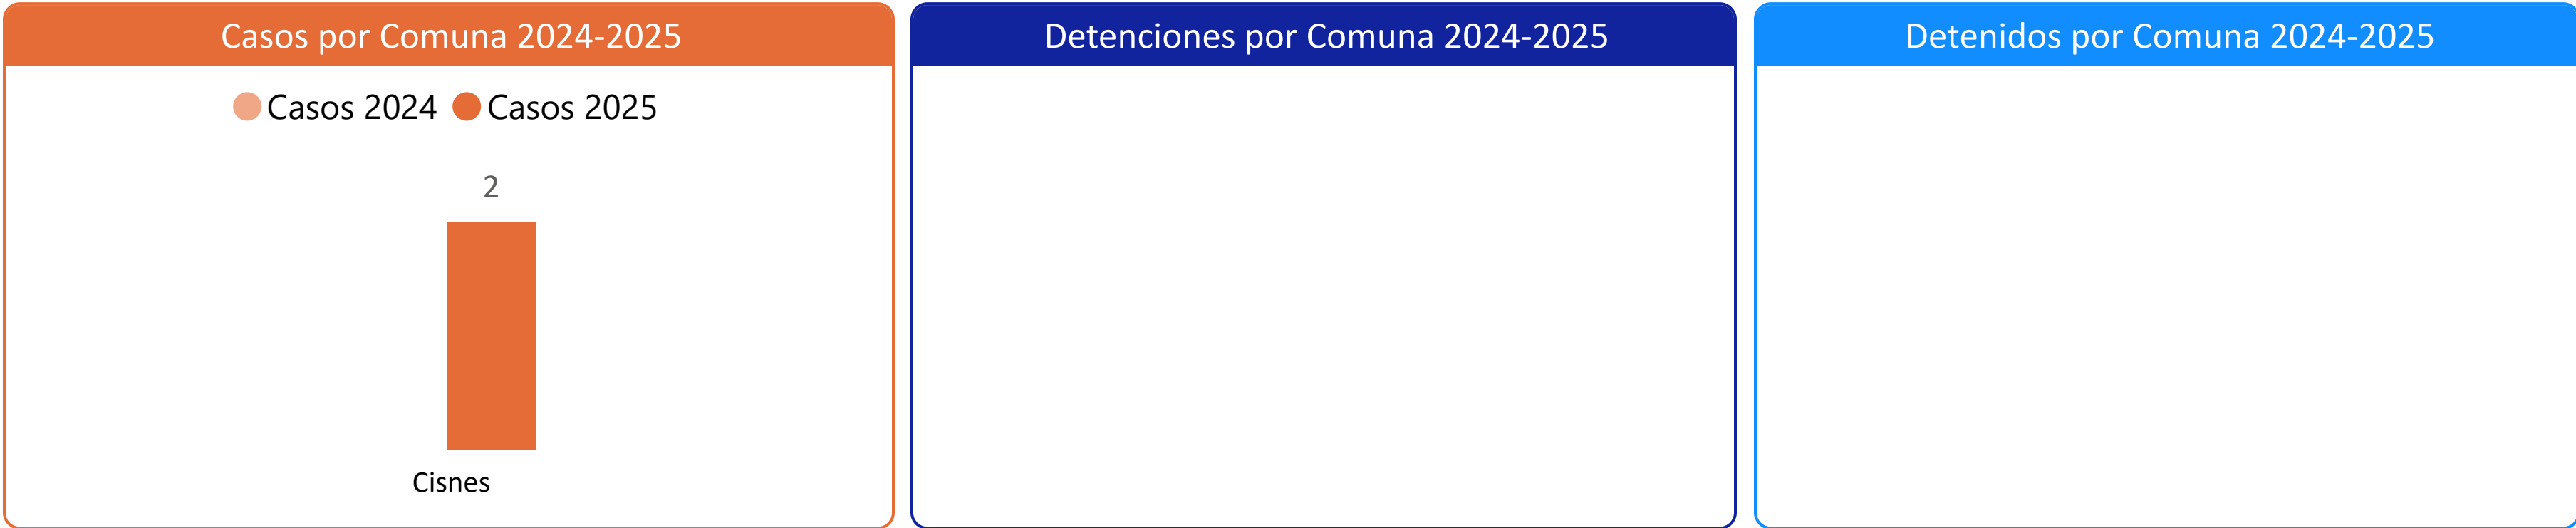 Casos por Comuna 2024-2025
Casos 2024 Casos 2025
2
Cisnes
Detenciones por Comuna 2024-2025
Detenidos por Comuna 2024-2025